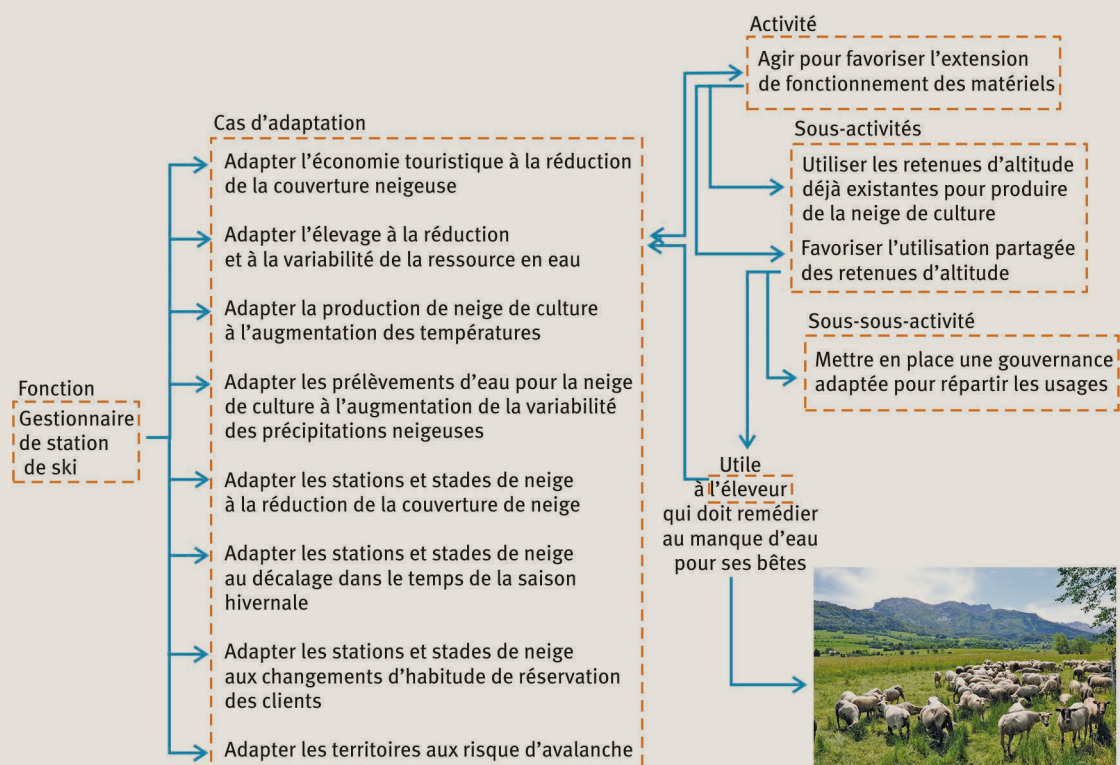 Fonction
Gestionnaire
de station
de ski
Cas d’adaptation
Adapter l’économie touristique à la réduction
de la couverture neigeuse
Adapter l’élevage à la réduction
et à la variabilité de la ressource en eau
Adapter la production de neige de culture
à l’augmentation des températures
Adapter les prélèvements d’eau pour la neige
de culture à l’augmentation de la variabilité
des précipitations neigeuses
Adapter les stations et stades de neige
à la réduction de la couverture de neige
Adapter les stations et stades de neige
au décalage dans le temps de la saison
hivernale
Adapter les stations et stades de neige
aux changements d’habitude de réservation
des clients
Adapter les territoires aux risque d’avalanche
Activité
Agir pour favoriser l’extension
de fonctionnement des matériels
Sous-activités
Utiliser les retenues d’altitude
déjà existantes pour produire
de la neige de culture
Favoriser l’utilisation partagée
des retenues d’altitude
Sous-sous-activité
Mettre en place une gouvernance
adaptée pour répartir les usages
Utile
à l’éleveur
qui doit remédier
au manque d’eau
pour ses bêtes